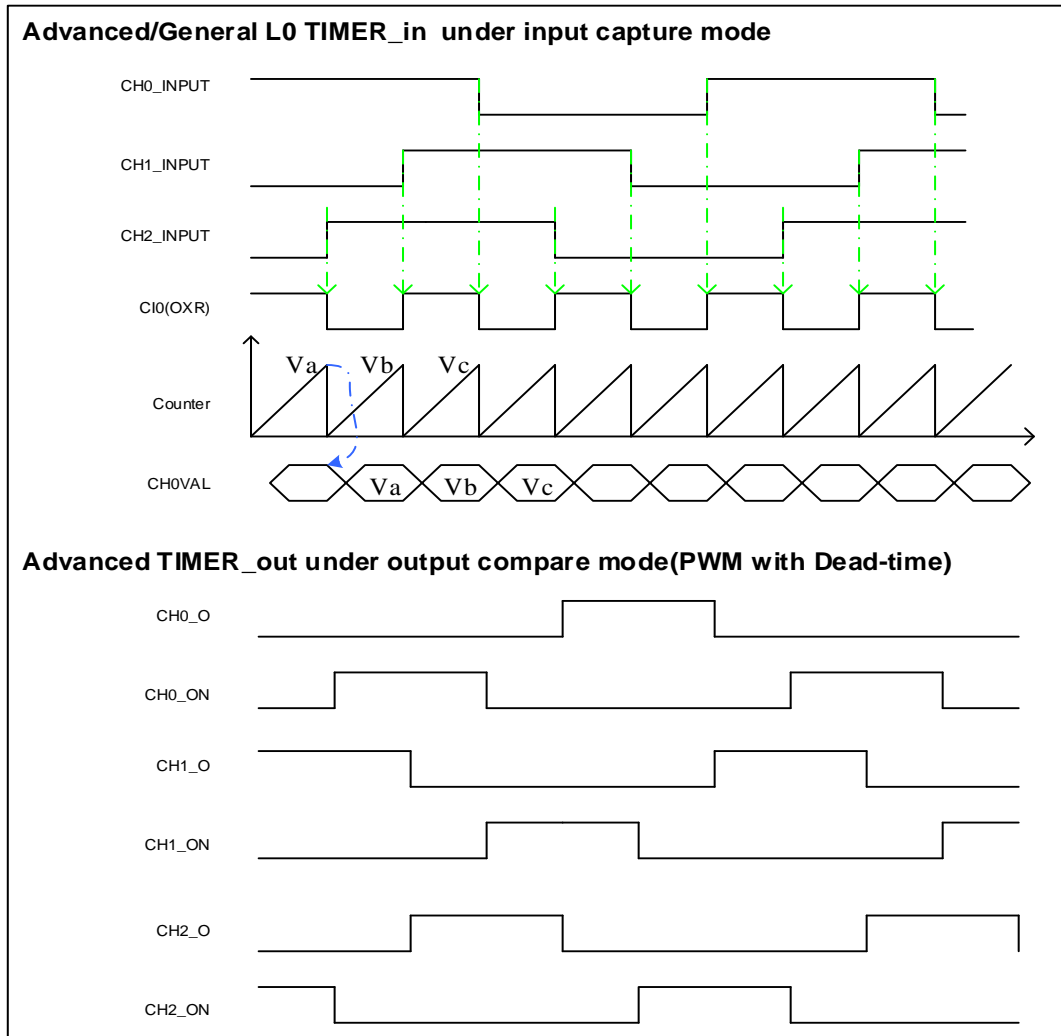 Advanced/General L0 TIMER_in under input capture mode
CH0_INPUT
CH1_INPUT
CH2_INPUT
CI0(OXR)
Va Vb Vc
Counter
CH0VAL Va Vb Vc
Advanced TIMER_out under output compare mode(PWM with Dead-time)
CH0_O
CH0_ON
CH1_O
CH1_ON
CH2_O
CH2_ON